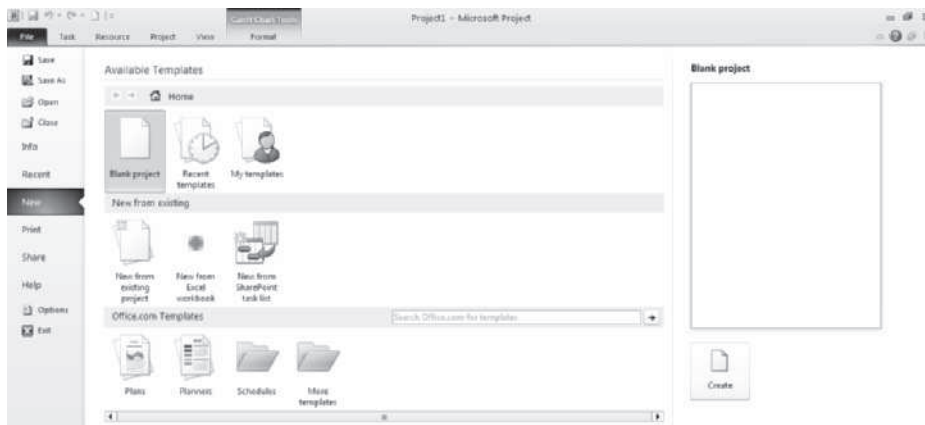 Gantt Chart Tools
Project1 - Microsoft Project
File
Task
Resource
Project
View
Format
Save
Save As
Open
Close
Info
Recent
New
Print
Share
Help
Options
Exit
Available Templates
Home
Blank project
Recent
templates
My templates
New from existing
New from
existing
project
New from
Excel
workbook
New from
SharePoint
task list
Office.com Templates
Search Office.com for templates
Plans
Planners
Schedules
More
templates
Blank project
Create